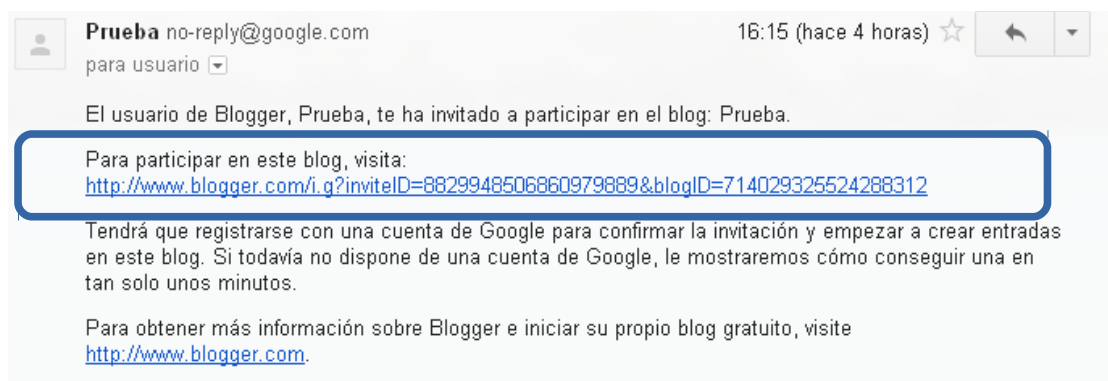 Prueba no-reply@google.com 16:15 (hace 4 horas)
para usuario
El usuario de Blogger, Prueba, te ha invitado a participar en el blog: Prueba.
Para participar en este blog, visita:
http://www.blogger.com/i.g?inviteID=8829948506860979889&blogID=714029325524288312
Tendrá que registrarse con una cuenta de Google para confirmar la invitación y empezar a crear entradas
en este blog. Si todavía no dispone de una cuenta de Google, le mostraremos cómo conseguir una en
tan solo unos minutos.
Para obtener más información sobre Blogger e iniciar su propio blog gratuito, visite
http://www.blogger.com.